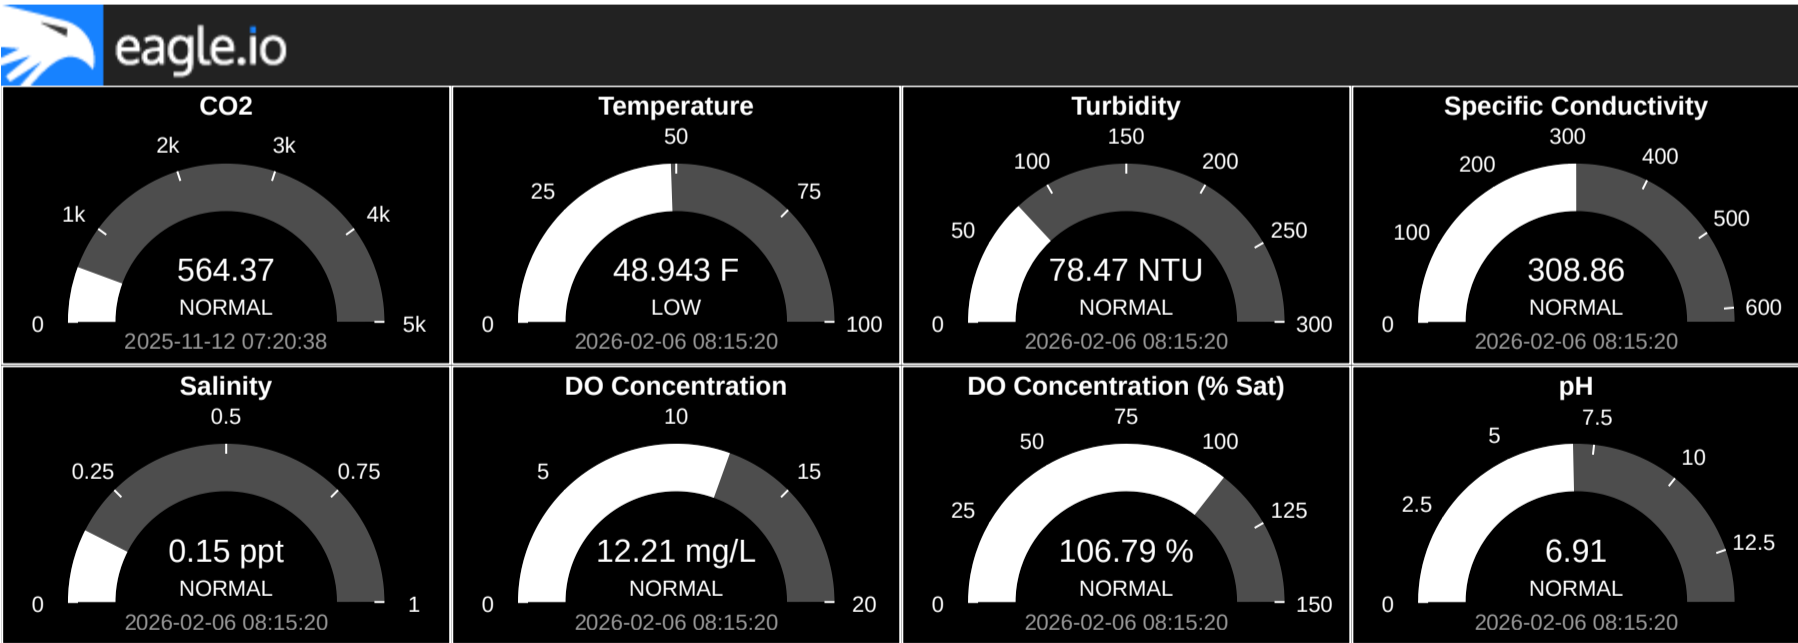 eagle.io
CO2
2k
3k
1k
4k
564.37
NORMAL
0
5k
2025-11-12 07:20:38
Temperature
50
25
75
48.943 F
LOW
0
100
2026-02-06 08:15:20
Turbidity
150
100
200
50
250
78.47 NTU
NORMAL
0
300
2026-02-06 08:15:20
Specific Conductivity
300
200
400
100
500
308.86
NORMAL
0
600
2026-02-06 08:15:20
Salinity
0.5
0.25
0.75
0.15 ppt
NORMAL
0
1
2026-02-06 08:15:20
DO Concentration
10
5
15
12.21 mg/L
NORMAL
0
20
2026-02-06 08:15:20
DO Concentration (% Sat)
75
50
100
25
125
106.79 %
NORMAL
0
150
2026-02-06 08:15:20
pH
7.5
5
10
2.5
12.5
6.91
NORMAL
0
2026-02-06 08:15:20